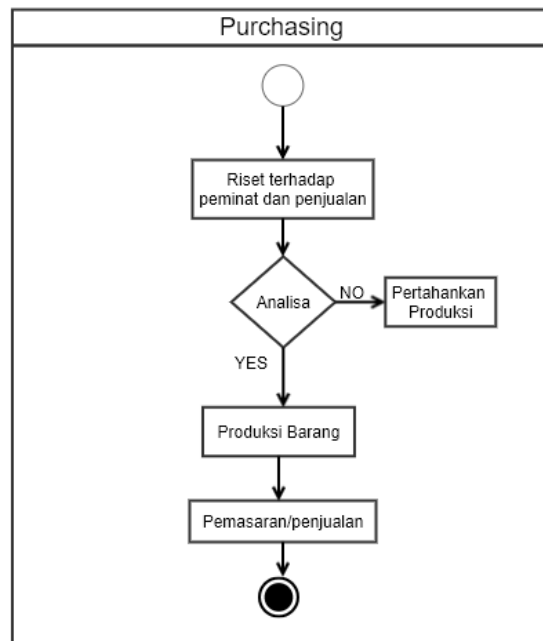 Purchasing
Riset terhadap
peminat dan penjualan
Analisa
NO
Pertahankan
Produksi
YES
Produksi Barang
Pemasaran/penjualan